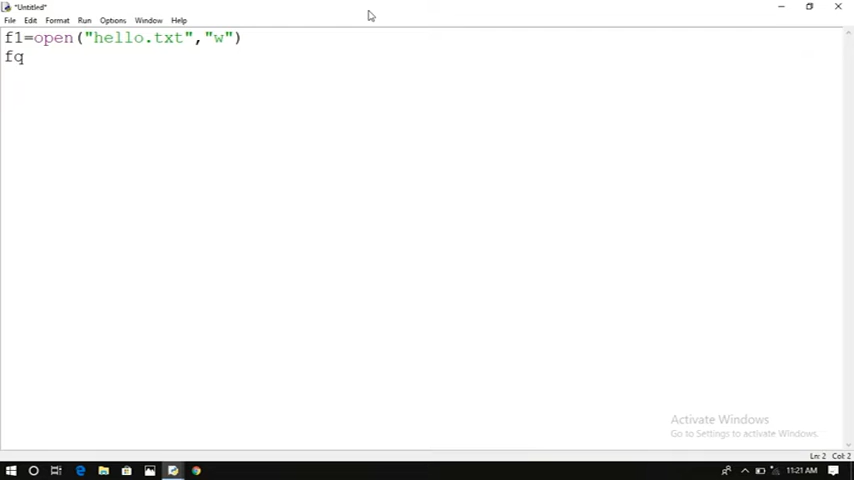 *Untitled*
File Edit Format Run Options Window Help
f1=open("hello.txt","w")
fq
Activate Windows
Go to Settings to activate Windows.
Ln: 2 Col: 2
11:21 AM